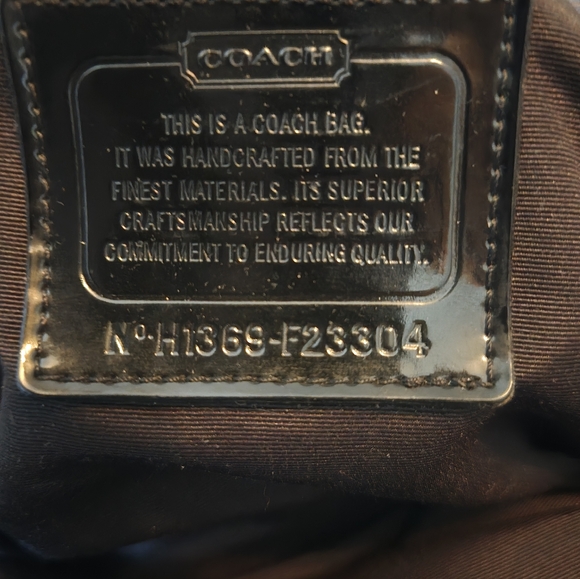 COACH
THIS IS A COACH BAG.
IT WAS HANDCRAFTED FROM THE
FINEST MATERIALS. ITS SUPERIOR
CRAFTSMANSHIP REFLECTS OUR
COMMITMENT TO ENDURING QUALITY.
Nº·H1369-F23304